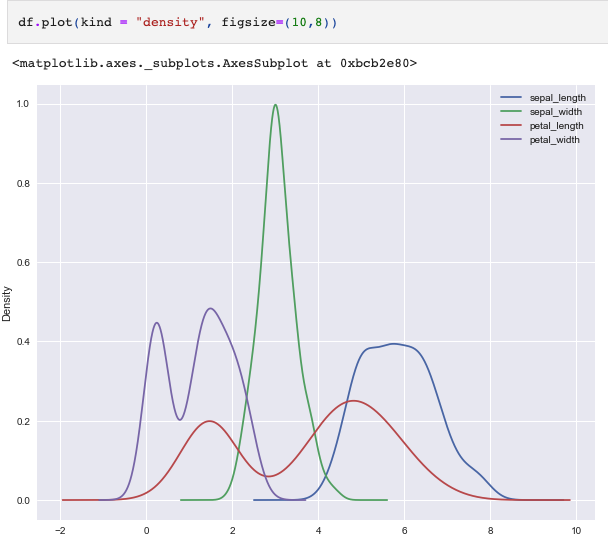 df.plot(kind = "density", figsize=(10,8))
<matplotlib.axes._subplots.AxesSubplot at 0xbcb2e80>
sepal_length
sepal_width
petal_length
petal_width
1.0
0.8
0.6
0.4
0.2
0.0
Density
−2 0 2 4 6 8 10